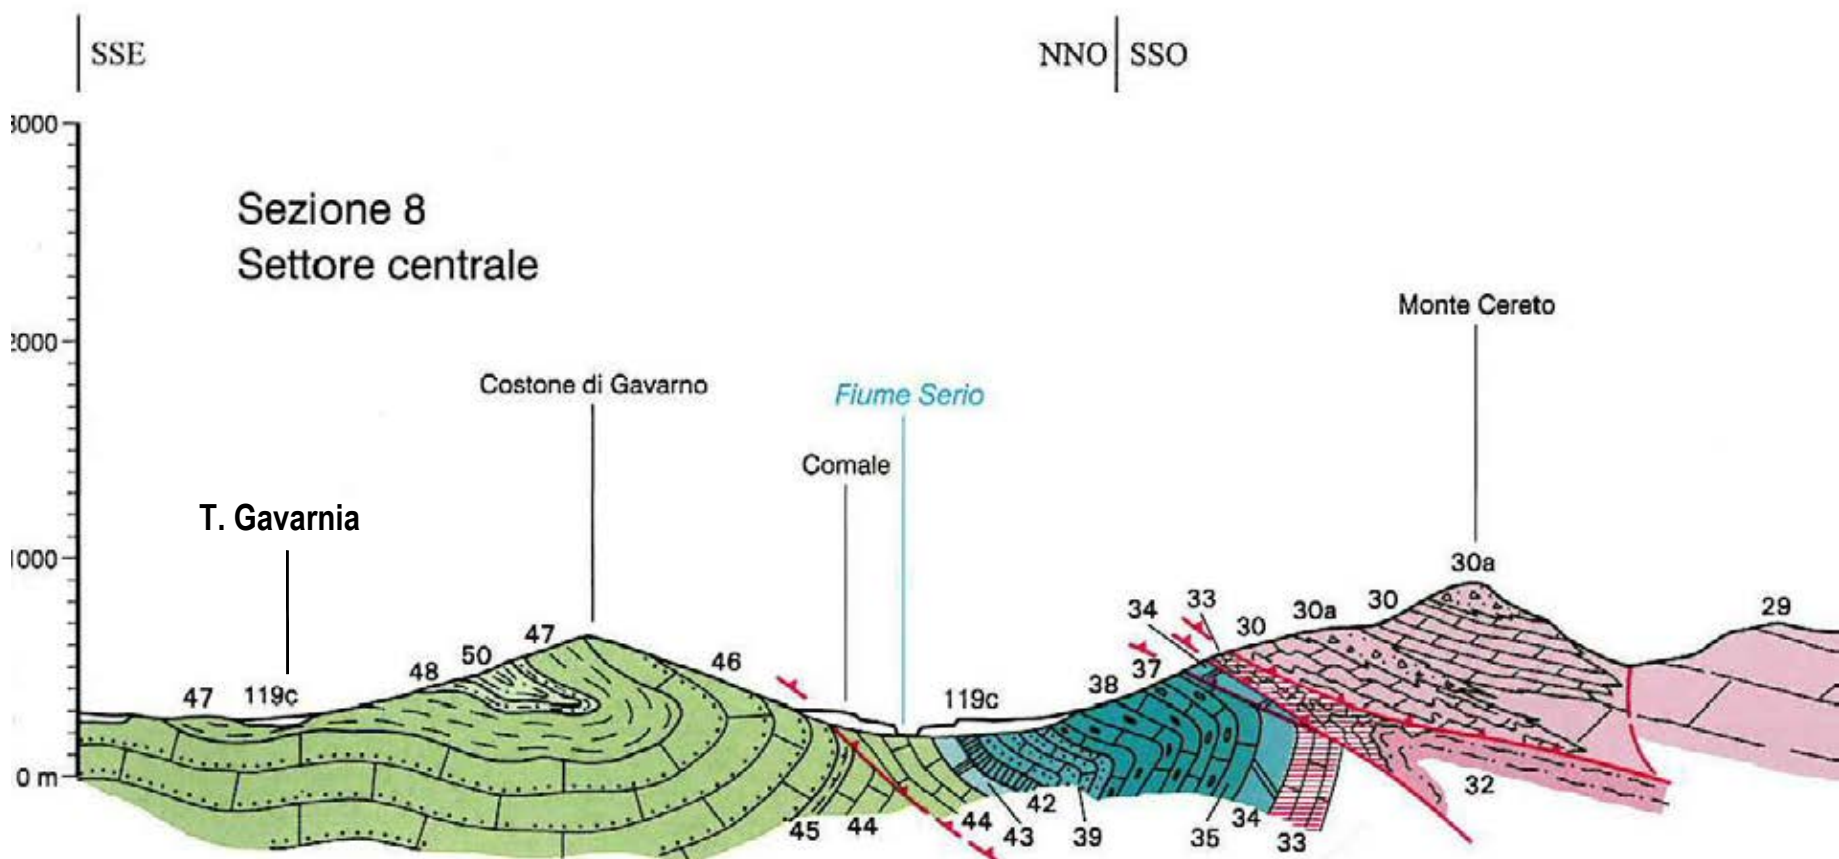 SSE
NNO SSO
3000
Sezione 8
Settore centrale
Monte Cereto
2000
Costone di Gavarno
Fiume Serio
Comale
T. Gavarnia
1000
30a
34 33 30 30a 30 29
47 119c 48 50 47 46 119c 38 37
0 m
45 44 44 43 42 39 35 34 33 32